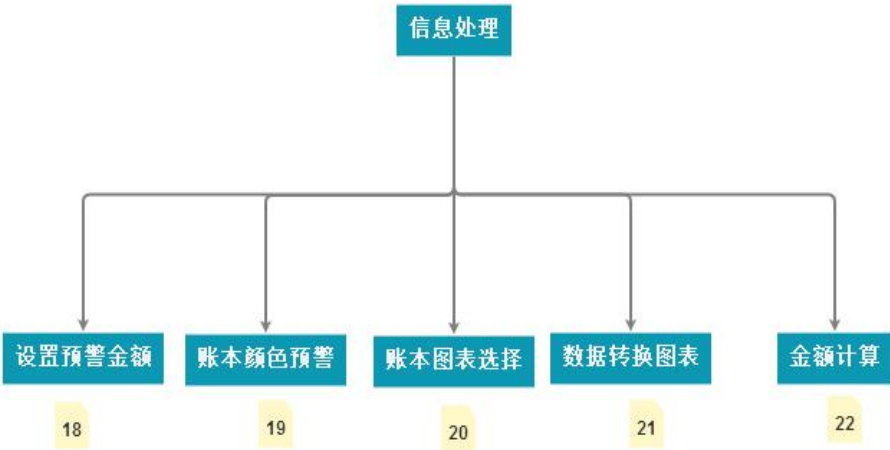 信息处理
设置预警金额
账本颜色预警
账本图表选择
数据转换图表
金额计算
18
19
20
21
22